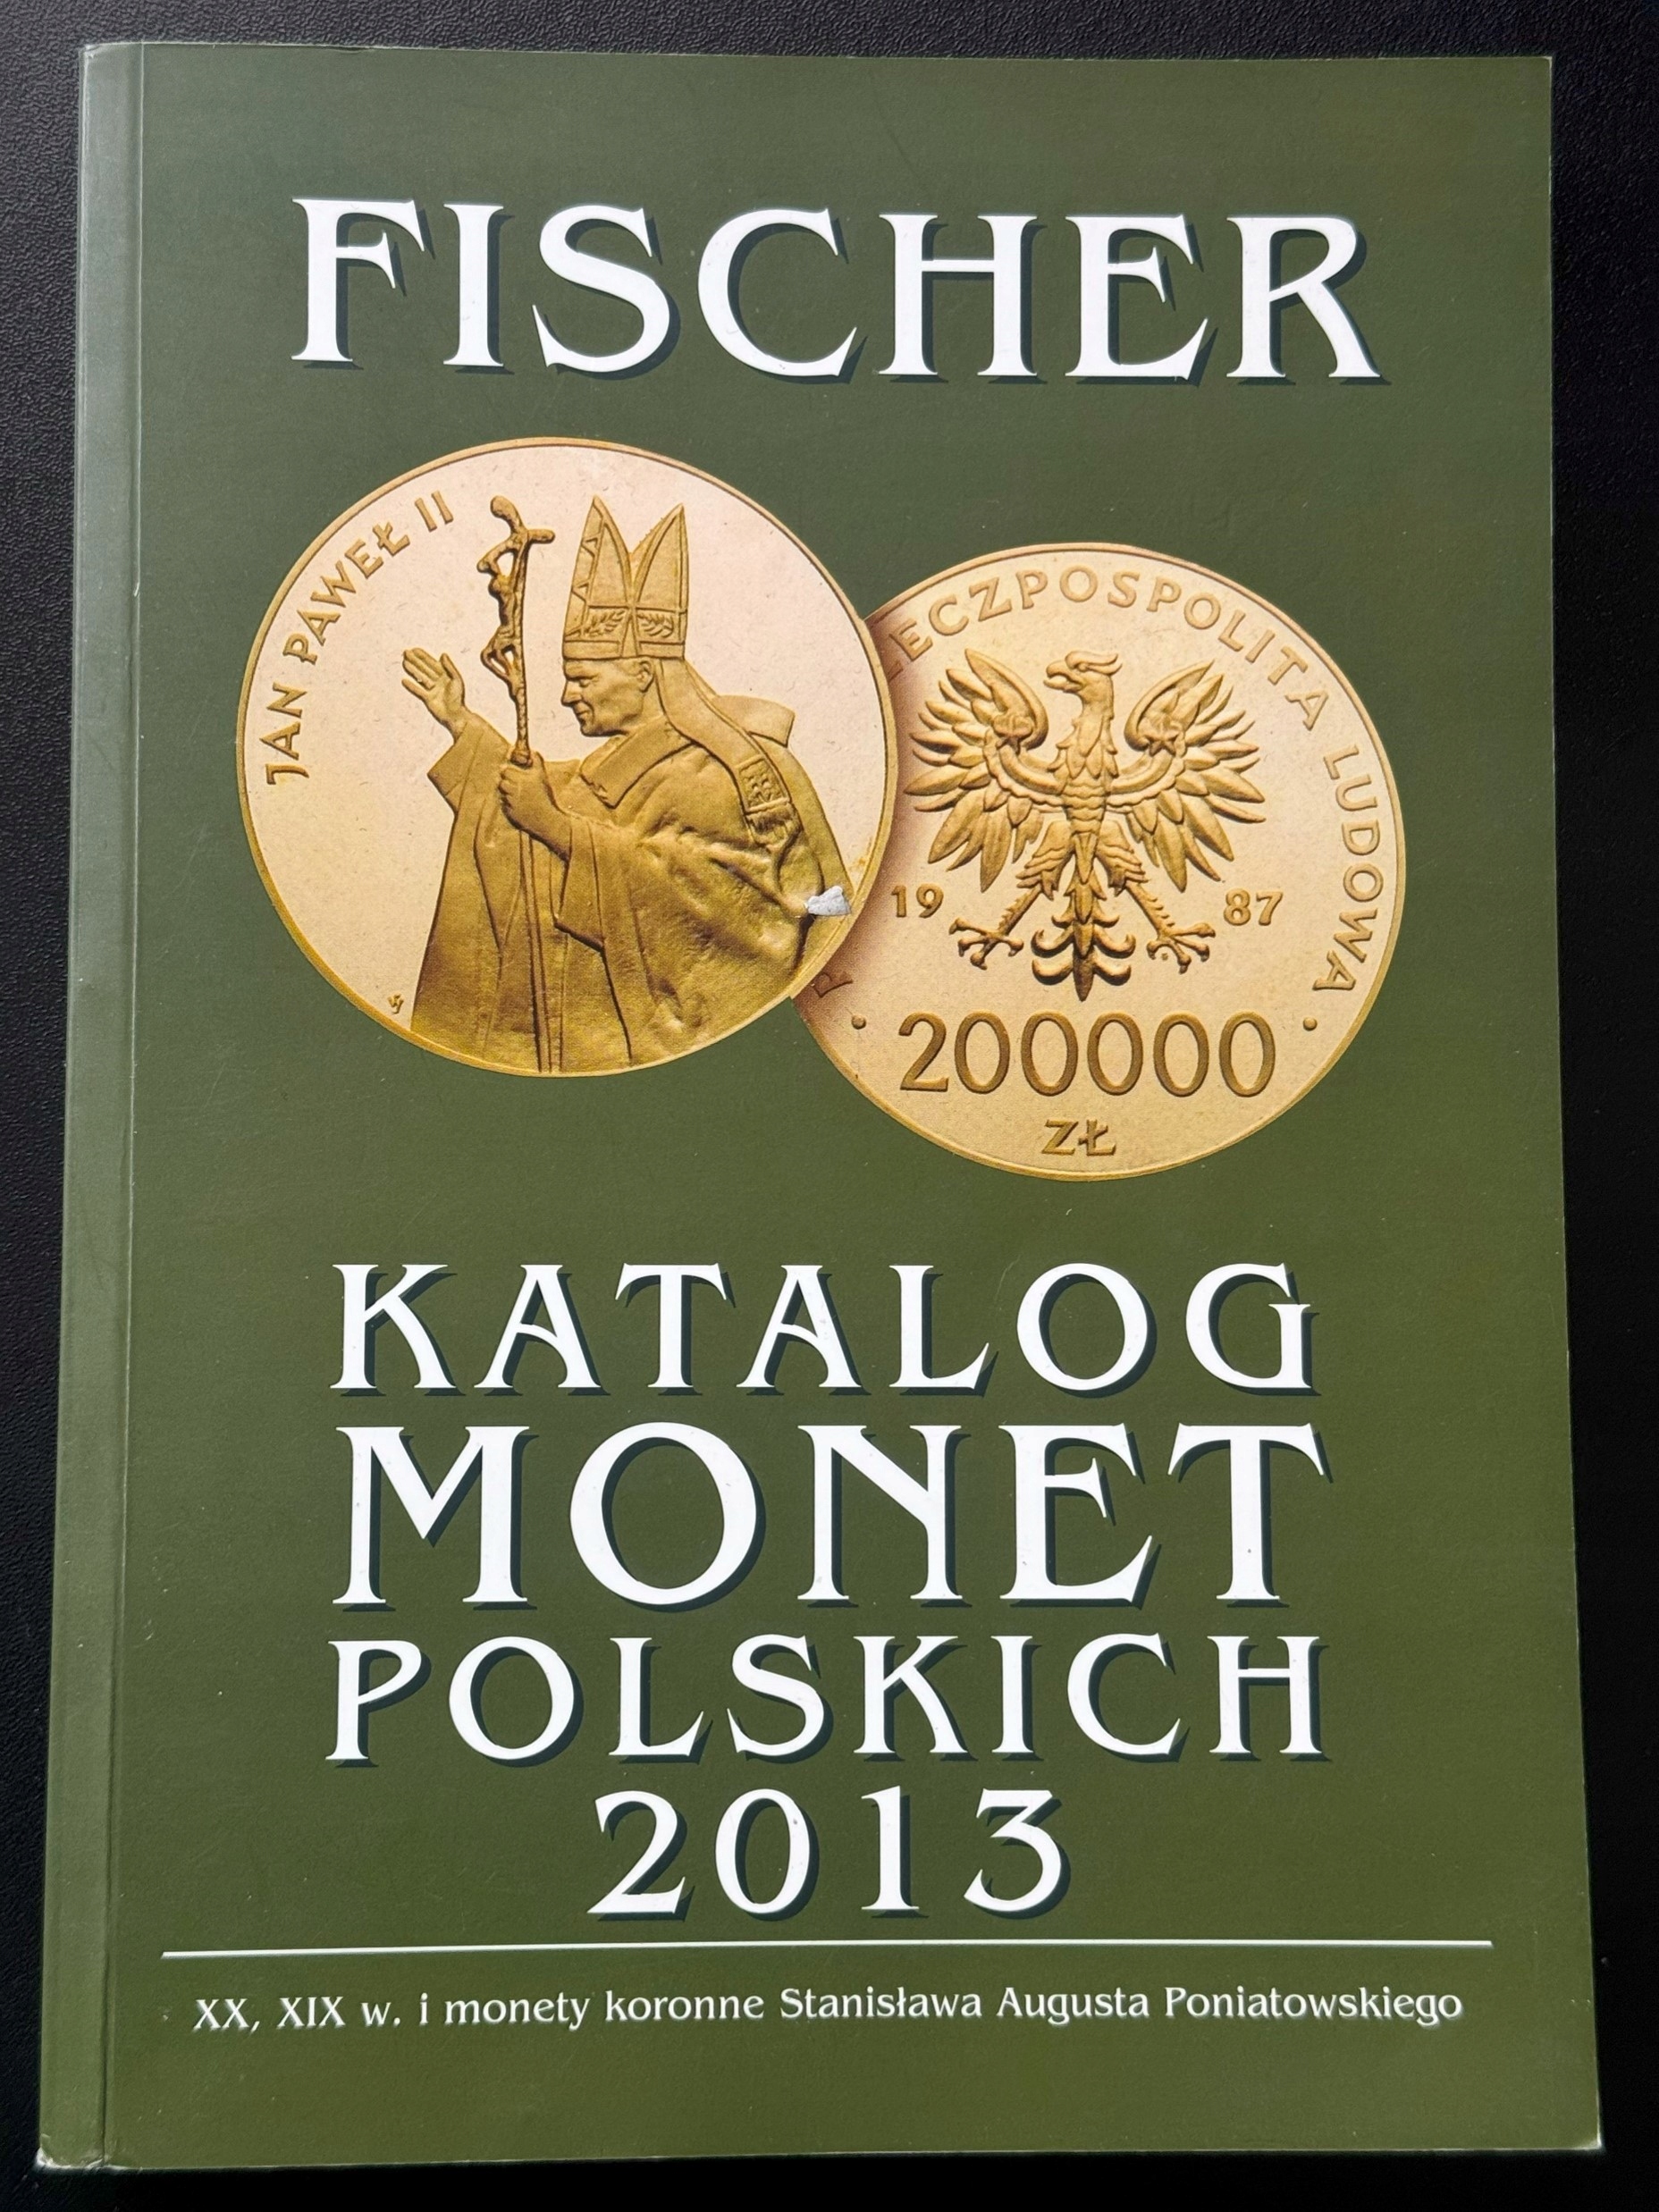 FISCHER
JAN PAWEŁ II
RZECZPOSPOLITA LUDOWA
19 87
200000
ZŁ
KATALOG
MONET
POLSKICH
2013
XX, XIX w. i monety koronne Stanisława Augusta Poniatowskiego